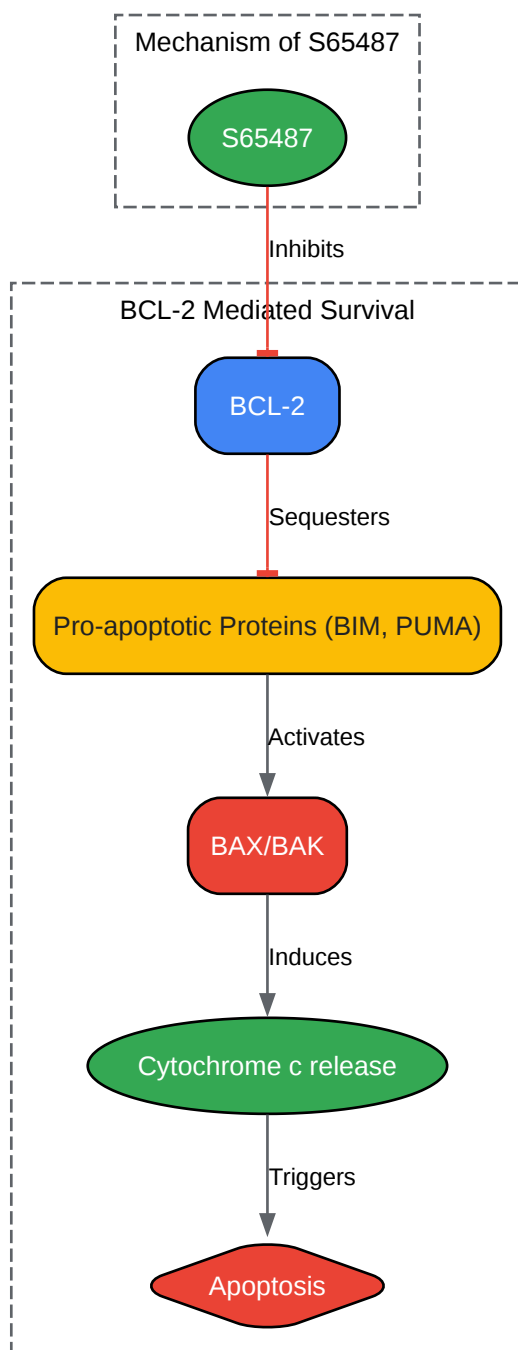 Mechanism of S65487
S65487
Inhibits
BCL-2 Mediated Survival
BCL-2
Sequesters
Pro-apoptotic Proteins (BIM, PUMA)
Activates
BAX/BAK
Induces
Cytochrome c release
Triggers
Apoptosis